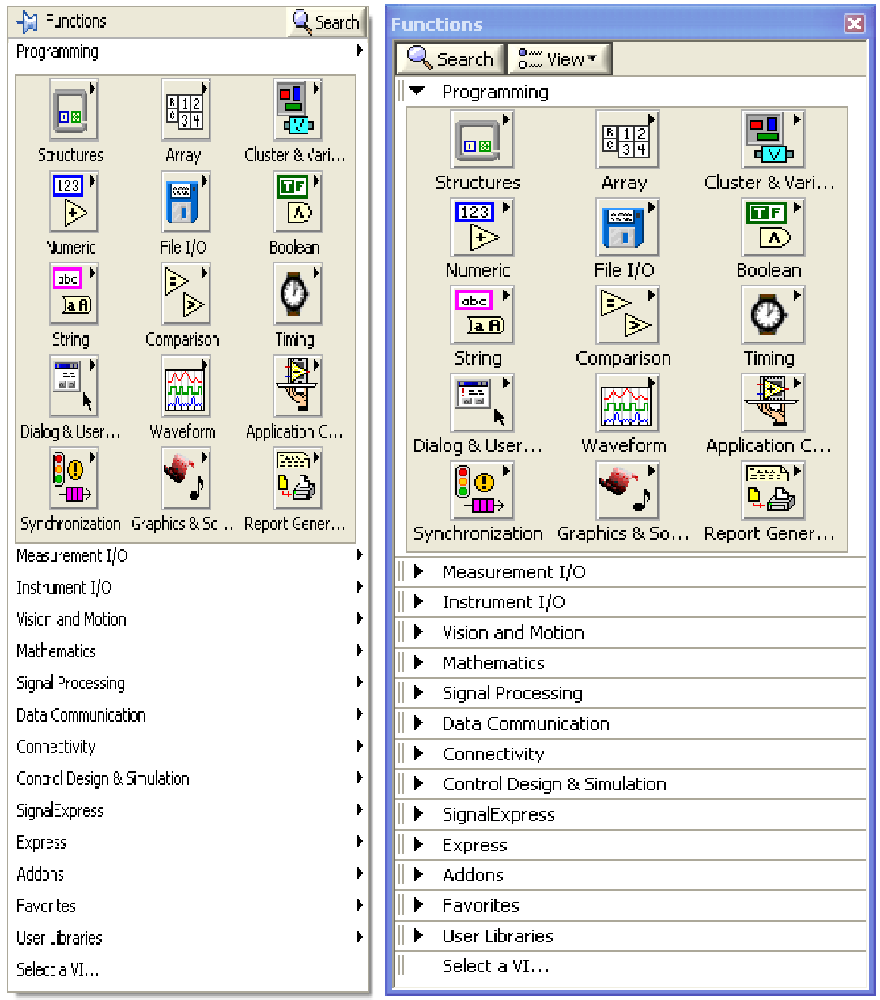 Functions
Search
Programming
Structures
Array
Cluster & Vari...
Numeric
File I/O
Boolean
String
Comparison
Timing
Dialog & User...
Waveform
Application C...
Synchronization
Graphics & So...
Report Gener...
Measurement I/O
Instrument I/O
Vision and Motion
Mathematics
Signal Processing
Data Communication
Connectivity
Control Design & Simulation
SignalExpress
Express
Addons
Favorites
User Libraries
Select a VI...
Functions
Search
View
Programming
Structures
Array
Cluster & Vari...
Numeric
File I/O
Boolean
String
Comparison
Timing
Dialog & User...
Waveform
Application C...
Synchronization
Graphics & So...
Report Gener...
Measurement I/O
Instrument I/O
Vision and Motion
Mathematics
Signal Processing
Data Communication
Connectivity
Control Design & Simulation
SignalExpress
Express
Addons
Favorites
User Libraries
Select a VI...